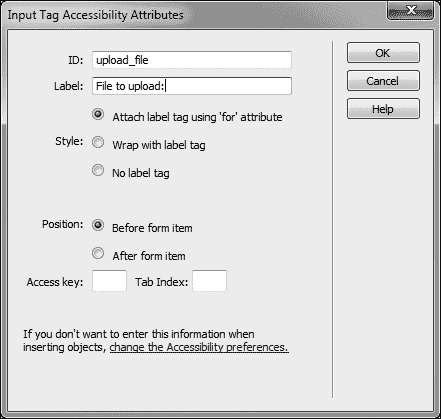 Input Tag Accessibility Attributes
ID: upload_file
OK
Label: File to upload:
Cancel
Attach label tag using 'for' attribute
Help
Style: Wrap with label tag
No label tag
Position: Before form item
After form item
Access key: Tab Index:
If you don't want to enter this information when
inserting objects, change the Accessibility preferences.